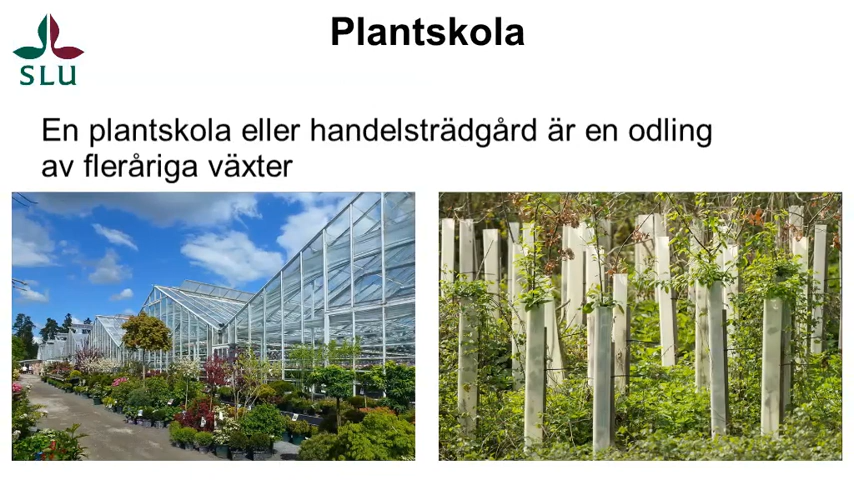 SLU
Plantskola
En plantskola eller handelsträdgård är en odling
av fleråriga växter